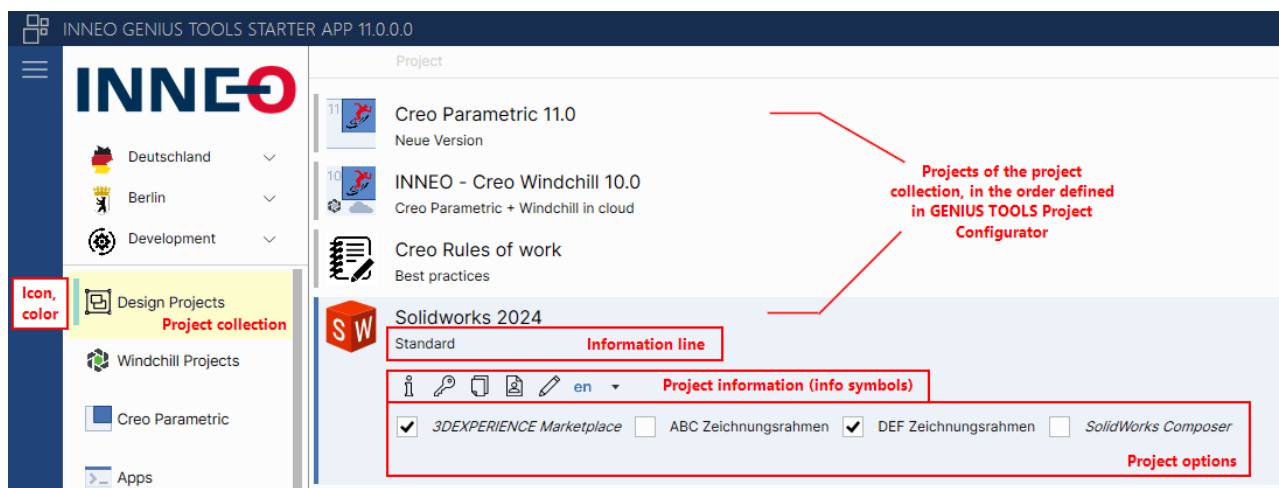 INNEO GENIUS TOOLS STARTER APP 11.0.0.0
INNEO
Deutschland
Berlin
Development
Icon,
color
Design Projects
Project collection
Windchill Projects
Creo Parametric
Apps
Project
11
Creo Parametric 11.0
Neue Version
10
INNEO - Creo Windchill 10.0
Creo Parametric + Windchill in cloud
Creo Rules of work
Best practices
Projects of the project
collection, in the order defined
in GENIUS TOOLS Project
Configurator
SW
Solidworks 2024
Standard
Information line
en
Project information (info symbols)
3DEXPERIENCE Marketplace ABC Zeichnungsrahmen DEF Zeichnungsrahmen SolidWorks Composer
Project options